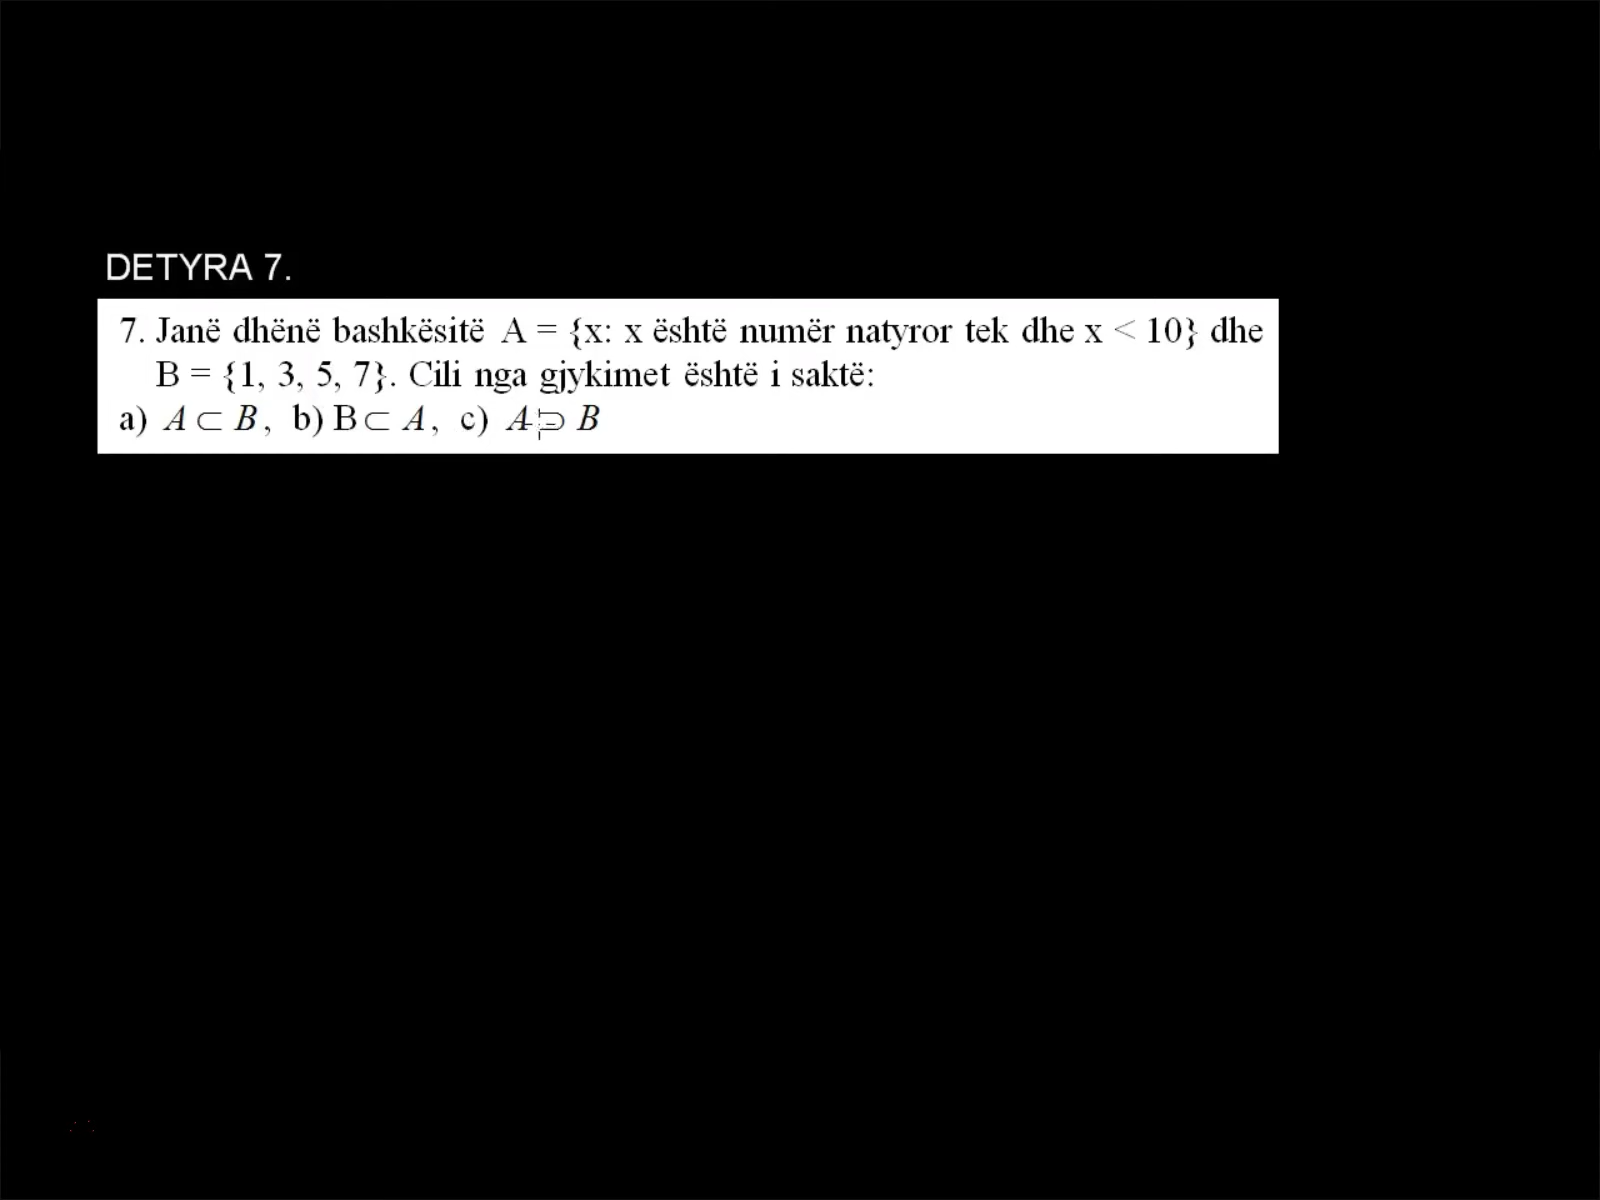 DETYRA 7.
7. Janë dhënë bashkësitë A = {x: x është numër natyror tek dhe x < 10} dhe
B = {1, 3, 5, 7}. Cili nga gjykimet është i saktë:
a) A ⊂ B, b) B ⊂ A, c) A ⊃ B